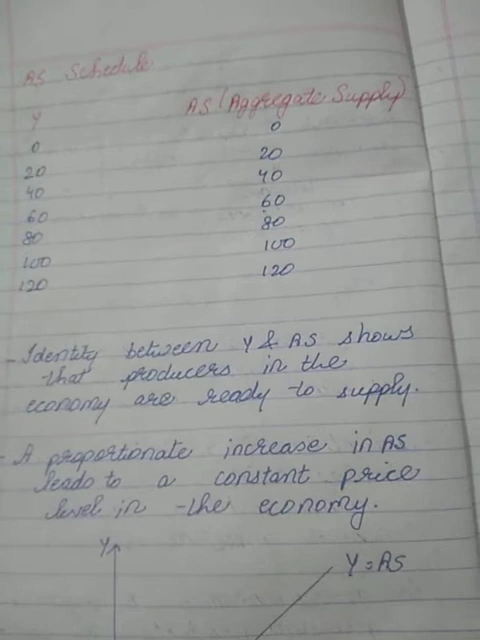 AS Schedule
Y AS (Aggregate Supply)
0 0
20 20
40 40
60 60
80 80
100 100
120 120
- Identity between Y & AS shows
that producers in the
economy are ready to supply.
- A proportionate increase in AS
leads to a constant price
level in the economy.
Y
Y = AS